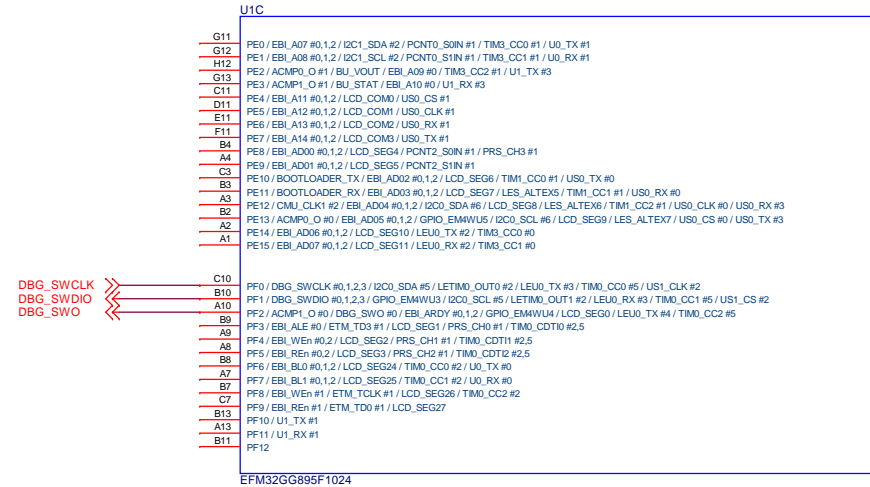 U1C
G11 PE0 / EBI_A07 #0,1,2 / I2C1_SDA #2 / PCNT0_S0IN #1 / TIM3_CC0 #1 / U0_TX #1
G12 PE1 / EBI_A08 #0,1,2 / I2C1_SCL #2 / PCNT0_S1IN #1 / TIM3_CC1 #1 / U0_RX #1
H12 PE2 / ACMP0_O #1 / BU_VOUT / EBI_A09 #0 / TIM3_CC2 #1 / U1_TX #3
G13 PE3 / ACMP1_O #1 / BU_STAT / EBI_A10 #0 / U1_RX #3
C11 PE4 / EBI_A11 #0,1,2 / LCD_COM0 / US0_CS #1
D11 PE5 / EBI_A12 #0,1,2 / LCD_COM1 / US0_CLK #1
E11 PE6 / EBI_A13 #0,1,2 / LCD_COM2 / US0_RX #1
F11 PE7 / EBI_A14 #0,1,2 / LCD_COM3 / US0_TX #1
B4 PE8 / EBI_AD00 #0,1,2 / LCD_SEG4 / PCNT2_S0IN #1 / PRS_CH3 #1
A4 PE9 / EBI_AD01 #0,1,2 / LCD_SEG5 / PCNT2_S1IN #1
C3 PE10 / BOOTLOADER_TX / EBI_AD02 #0,1,2 / LCD_SEG6 / TIM1_CC0 #1 / US0_TX #0
B3 PE11 / BOOTLOADER_RX / EBI_AD03 #0,1,2 / LCD_SEG7 / LES_ALTEX5 / TIM1_CC1 #1 / US0_RX #0
A3 PE12 / CMU_CLK1 #2 / EBI_AD04 #0,1,2 / I2C0_SDA #6 / LCD_SEG8 / LES_ALTEX6 / TIM1_CC2 #1 / US0_CLK #0 / US0_RX #3
B2 PE13 / ACMP0_O #0 / EBI_AD05 #0,1,2 / GPIO_EM4WU5 / I2C0_SCL #6 / LCD_SEG9 / LES_ALTEX7 / US0_CS #0 / US0_TX #3
A2 PE14 / EBI_AD06 #0,1,2 / LCD_SEG10 / LEU0_TX #2 / TIM3_CC0 #0
A1 PE15 / EBI_AD07 #0,1,2 / LCD_SEG11 / LEU0_RX #2 / TIM3_CC1 #0
DBG_SWCLK C10 PF0 / DBG_SWCLK #0,1,2,3 / I2C0_SDA #5 / LETIM0_OUT0 #2 / LEU0_TX #3 / TIM0_CC0 #5 / US1_CLK #2
DBG_SWDIO B10 PF1 / DBG_SWDIO #0,1,2,3 / GPIO_EM4WU3 / I2C0_SCL #5 / LETIM0_OUT1 #2 / LEU0_RX #3 / TIM0_CC1 #5 / US1_CS #2
DBG_SWO A10 PF2 / ACMP1_O #0 / DBG_SWO #0 / EBI_ARDY #0,1,2 / GPIO_EM4WU4 / LCD_SEG0 / LEU0_TX #4 / TIM0_CC2 #5
B9 PF3 / EBI_ALE #0 / ETM_TD3 #1 / LCD_SEG1 / PRS_CH0 #1 / TIM0_CDTI0 #2,5
A9 PF4 / EBI_WEn #0,2 / LCD_SEG2 / PRS_CH1 #1 / TIM0_CDTI1 #2,5
A8 PF5 / EBI_REn #0,2 / LCD_SEG3 / PRS_CH2 #1 / TIM0_CDTI2 #2,5
B8 PF6 / EBI_BL0 #0,1,2 / LCD_SEG24 / TIM0_CC0 #2 / U0_TX #0
A7 PF7 / EBI_BL1 #0,1,2 / LCD_SEG25 / TIM0_CC1 #2 / U0_RX #0
B7 PF8 / EBI_WEn #1 / ETM_TCLK #1 / LCD_SEG26 / TIM0_CC2 #2
C7 PF9 / EBI_REn #1 / ETM_TD0 #1 / LCD_SEG27
B13 PF10 / U1_TX #1
A13 PF11 / U1_RX #1
B11 PF12
EFM32GG895F1024